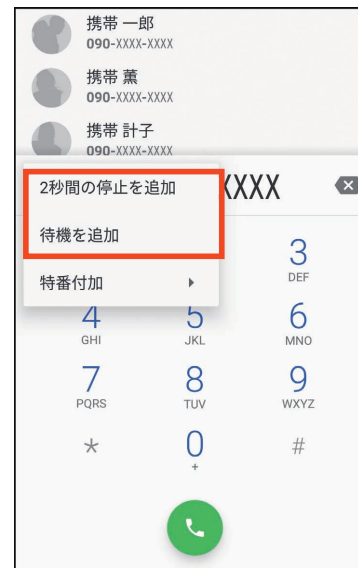 携帯 一郎
090-XXXX-XXXX
携帯 薫
090-XXXX-XXXX
携帯 計子
090-XXXX-XXXX
2秒間の停止を追加
XXXX
待機を追加
3
DEF
特番付加
4
GHI
5
JKL
6
MNO
7
PQRS
8
TUV
9
WXYZ
*
0
+
#